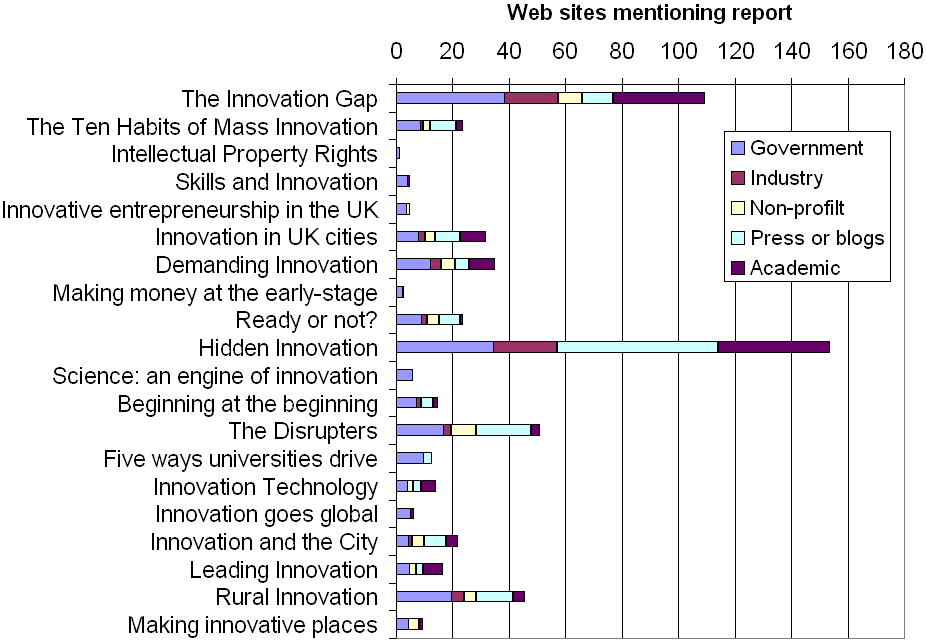 Web sites mentioning report
0 20 40 60 80 100 120 140 160 180
The Innovation Gap
The Ten Habits of Mass Innovation
Intellectual Property Rights
Skills and Innovation
Innovative entrepreneurship in the UK
Innovation in UK cities
Demanding Innovation
Making money at the early-stage
Ready or not?
Hidden Innovation
Science: an engine of innovation
Beginning at the beginning
The Disrupters
Five ways universities drive
Innovation Technology
Innovation goes global
Innovation and the City
Leading Innovation
Rural Innovation
Making innovative places
Government
Industry
Non-profilt
Press or blogs
Academic